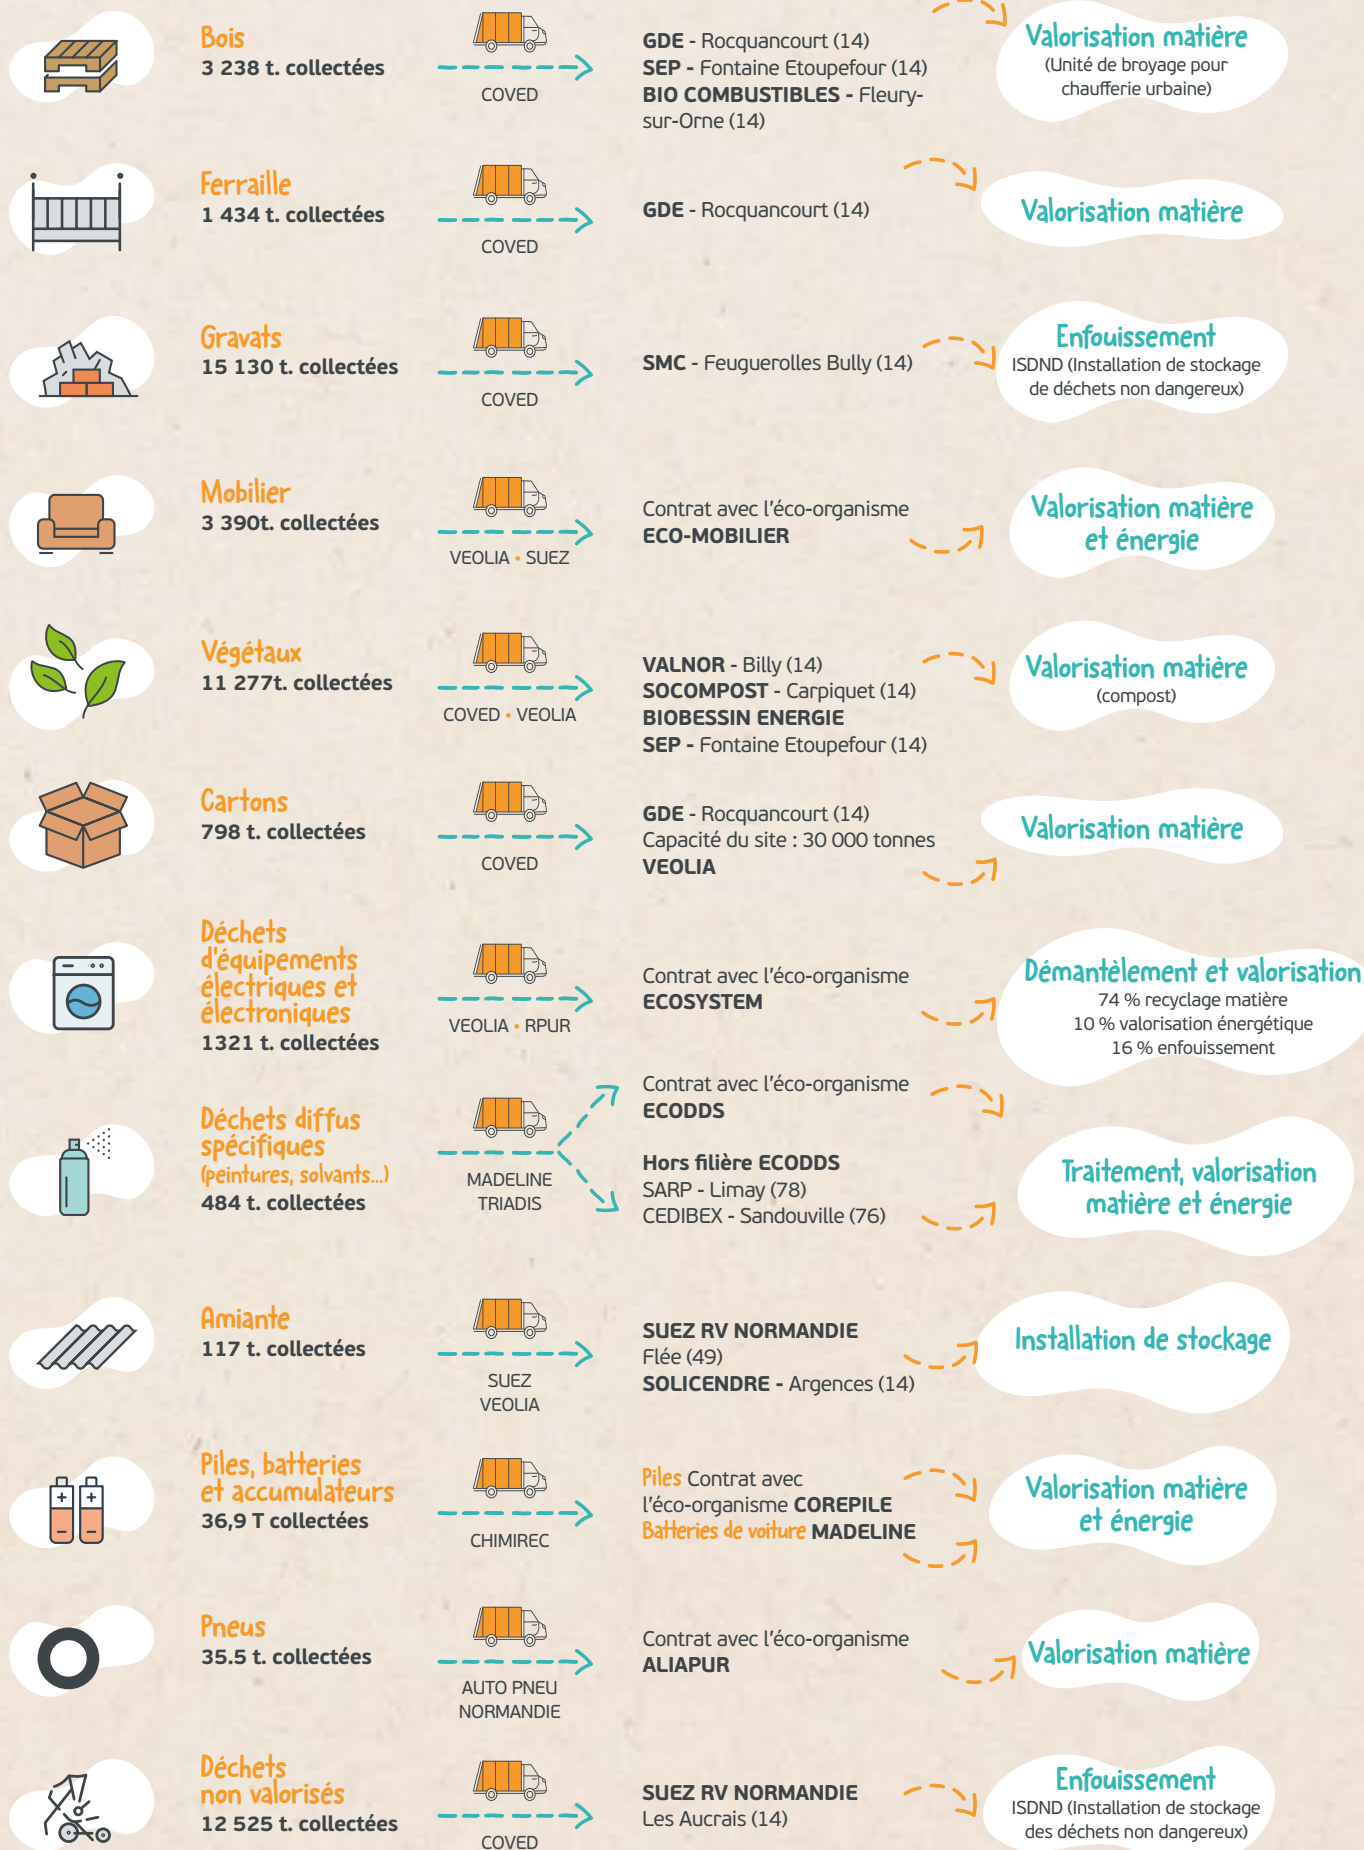 Bois
3 238 t. collectées
COVED
GDE - Rocquancourt (14)
SEP - Fontaine Etoupefour (14)
BIO COMBUSTIBLES - Fleury-
sur-Orne (14)
Valorisation matière
(Unité de broyage pour
chaufferie urbaine)
Ferraille
1 434 t. collectées
COVED
GDE - Rocquancourt (14)
Valorisation matière
Gravats
15 130 t. collectées
COVED
SMC - Feuguerolles Bully (14)
Enfouissement
ISDND (Installation de stockage
de déchets non dangereux)
Mobilier
3 390t. collectées
VEOLIA • SUEZ
Contrat avec l'éco-organisme
ECO-MOBILIER
Valorisation matière
et énergie
Végétaux
11 277t. collectées
COVED • VEOLIA
VALNOR - Billy (14)
SOCOMPOST - Carpiquet (14)
BIOBESSIN ENERGIE
SEP - Fontaine Etoupefour (14)
Valorisation matière
(compost)
Cartons
798 t. collectées
COVED
GDE - Rocquancourt (14)
Capacité du site : 30 000 tonnes
VEOLIA
Valorisation matière
Déchets
d'équipements
électriques et
électroniques
1321 t. collectées
VEOLIA • RPUR
Contrat avec l'éco-organisme
ECOSYSTEM
Démantèlement et valorisation
74 % recyclage matière
10 % valorisation énergétique
16 % enfouissement
Déchets diffus
spécifiques
(peintures, solvants...)
484 t. collectées
MADELINE
TRIADIS
Contrat avec l'éco-organisme
ECODDS
Hors filière ECODDS
SARP - Limay (78)
CEDIBEX - Sandouville (76)
Traitement, valorisation
matière et énergie
Amiante
117 t. collectées
SUEZ
VEOLIA
SUEZ RV NORMANDIE
Flée (49)
SOLICENDRE - Argences (14)
Installation de stockage
Piles, batteries
et accumulateurs
36,9 T collectées
CHIMIREC
Piles Contrat avec
l'éco-organisme COREPILE
Batteries de voiture MADELINE
Valorisation matière
et énergie
Pneus
35.5 t. collectées
AUTO PNEU
NORMANDIE
Contrat avec l'éco-organisme
ALIAPUR
Valorisation matière
Déchets
non valorisés
12 525 t. collectées
COVED
SUEZ RV NORMANDIE
Les Aucrais (14)
Enfouissement
ISDND (Installation de stockage
des déchets non dangereux)